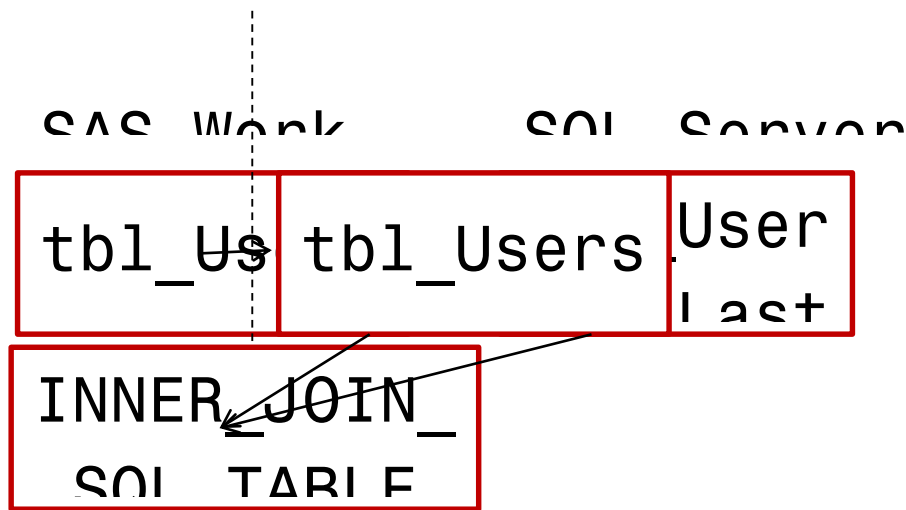 SAS Work
SQL Server
tbl_Us
tbl_Users
User
Last
INNER_JOIN_
SQL_TABLE